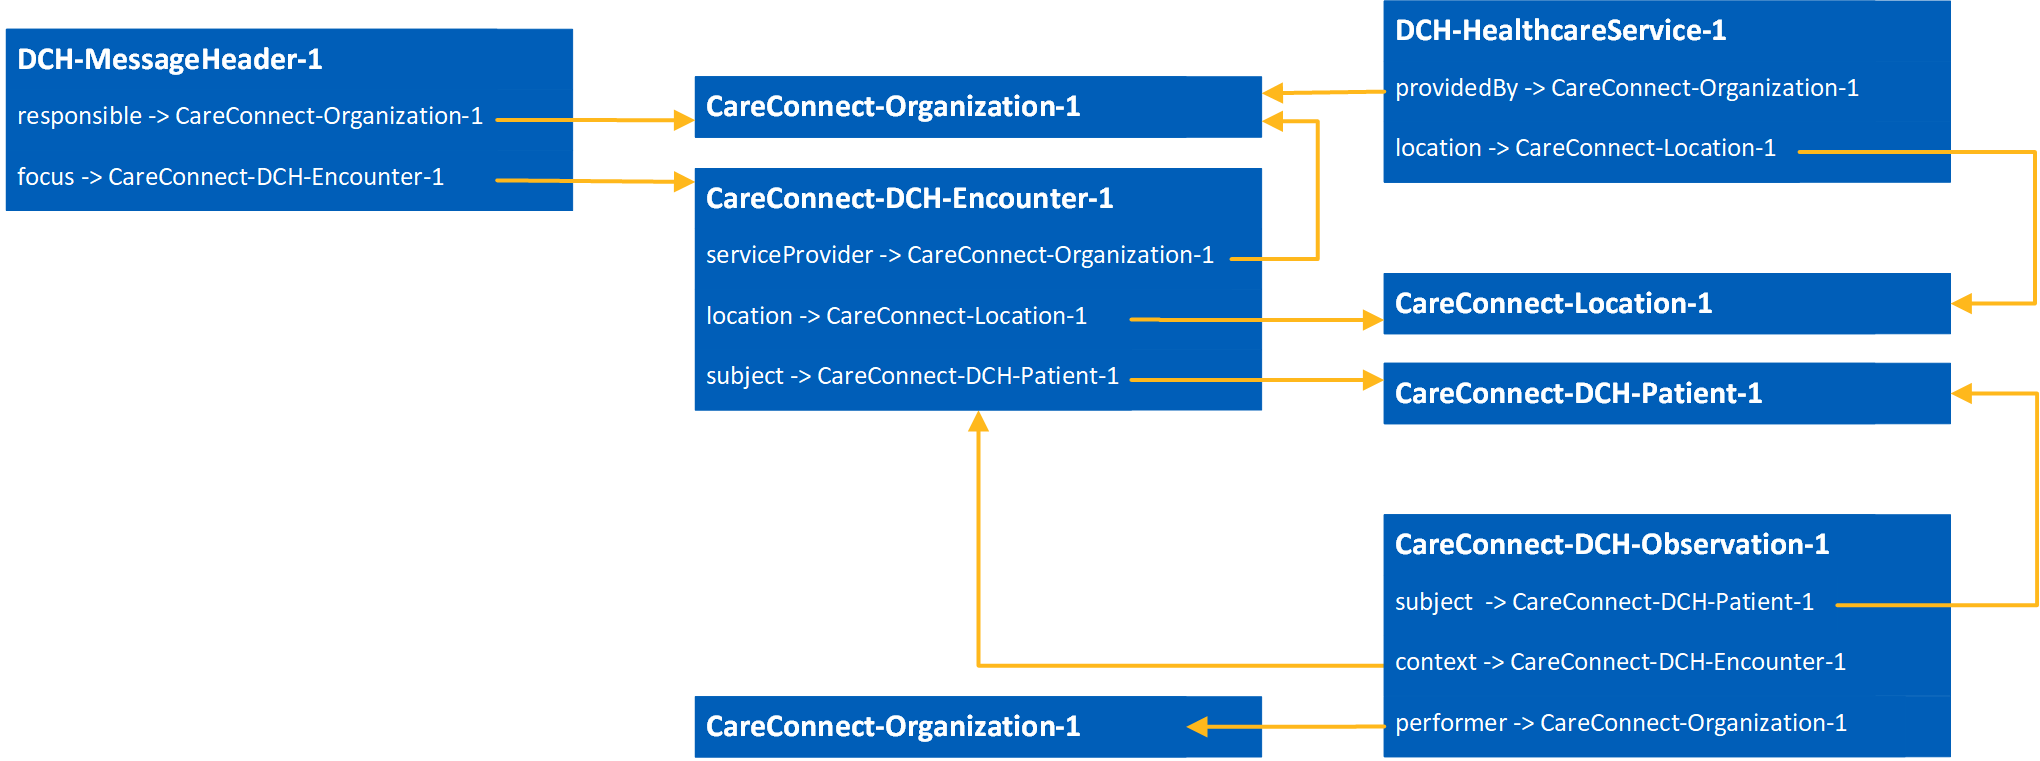 DCH-MessageHeader-1
responsible -> CareConnect-Organization-1
focus -> CareConnect-DCH-Encounter-1
CareConnect-Organization-1
CareConnect-DCH-Encounter-1
serviceProvider -> CareConnect-Organization-1
location -> CareConnect-Location-1
subject -> CareConnect-DCH-Patient-1
DCH-HealthcareService-1
providedBy -> CareConnect-Organization-1
location -> CareConnect-Location-1
CareConnect-Location-1
CareConnect-DCH-Patient-1
CareConnect-DCH-Observation-1
subject  -> CareConnect-DCH-Patient-1
context -> CareConnect-DCH-Encounter-1
performer -> CareConnect-Organization-1
CareConnect-Organization-1